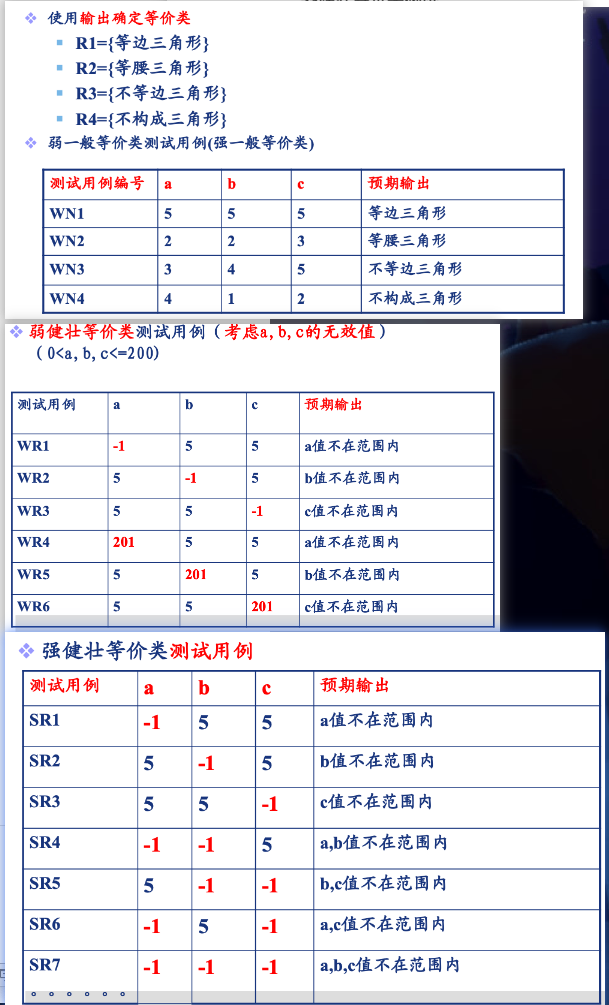 使用输出确定等价类
R1={等边三角形}
R2={等腰三角形}
R3={不等边三角形}
R4={不构成三角形}
弱一般等价类测试用例(强一般等价类)
测试用例编号 a b c 预期输出
WN1 5 5 5 等边三角形
WN2 2 2 3 等腰三角形
WN3 3 4 5 不等边三角形
WN4 4 1 2 不构成三角形
弱健壮等价类测试用例（考虑a,b,c的无效值）
（0<a,b,c<=200)
测试用例 a b c 预期输出
WR1 -1 5 5 a值不在范围内
WR2 5 -1 5 b值不在范围内
WR3 5 5 -1 c值不在范围内
WR4 201 5 5 a值不在范围内
WR5 5 201 5 b值不在范围内
WR6 5 5 201 c值不在范围内
强健壮等价类测试用例
测试用例 a b c 预期输出
SR1 -1 5 5 a值不在范围内
SR2 5 -1 5 b值不在范围内
SR3 5 5 -1 c值不在范围内
SR4 -1 -1 5 a,b值不在范围内
SR5 5 -1 -1 b,c值不在范围内
SR6 -1 5 -1 a,c值不在范围内
SR7 -1 -1 -1 a,b,c值不在范围内
。。。。。。